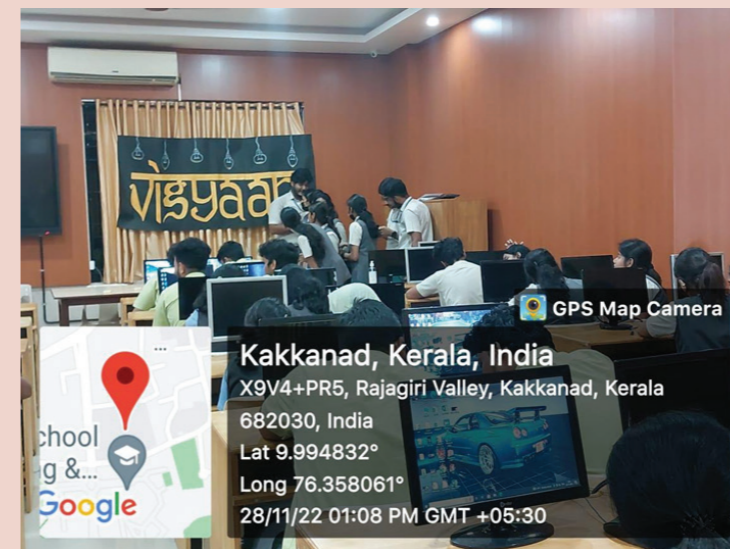 vigyaan
GPS Map Camera
Kakkanad, Kerala, India
X9V4+PR5, Rajagiri Valley, Kakkanad, Kerala
682030, India
Lat 9.994832°
Long 76.358061°
28/11/22 01:08 PM GMT +05:30
...
chool
g &...
Google